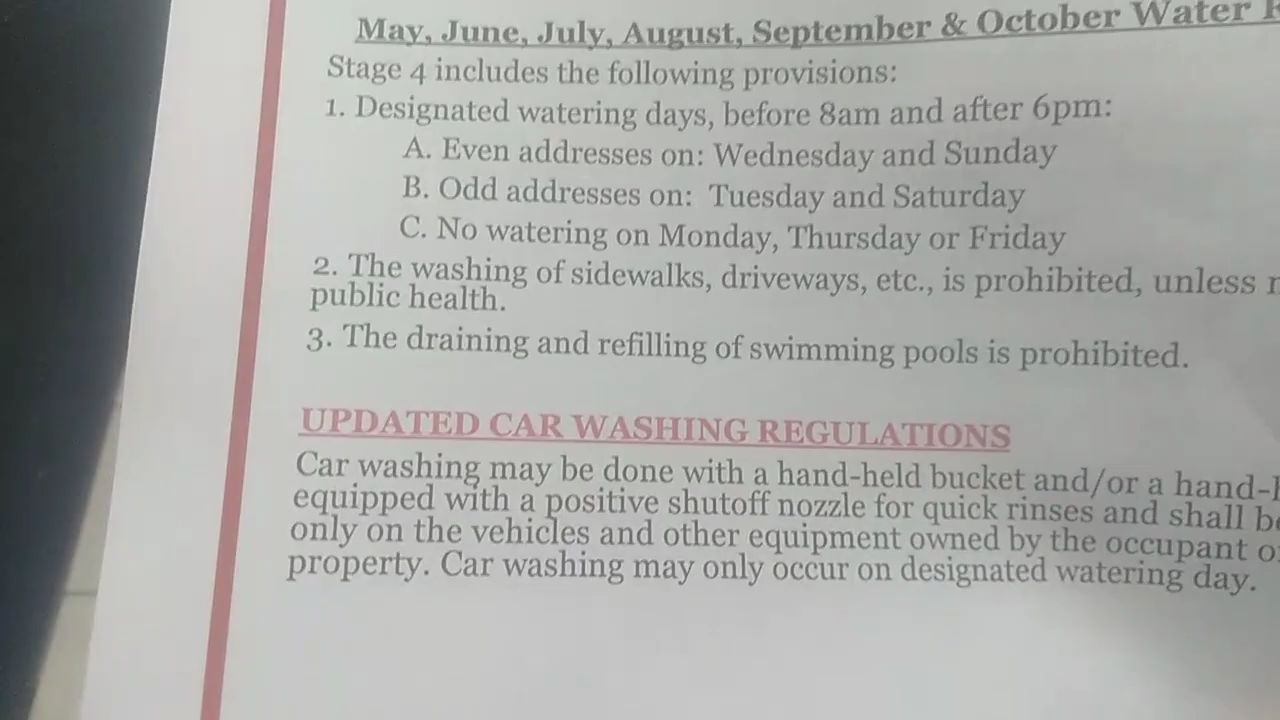 May, June, July, August, September & October Water
Stage 4 includes the following provisions:
1. Designated watering days, before 8am and after 6pm:
A. Even addresses on: Wednesday and Sunday
B. Odd addresses on: Tuesday and Saturday
C. No watering on Monday, Thursday or Friday
2. The washing of sidewalks, driveways, etc., is prohibited, unless
public health.
3. The draining and refilling of swimming pools is prohibited.
UPDATED CAR WASHING REGULATIONS
Car washing may be done with a hand-held bucket and/or a hand-
equipped with a positive shutoff nozzle for quick rinses and shall
only on the vehicles and other equipment owned by the occupant
property. Car washing may only occur on designated watering day.